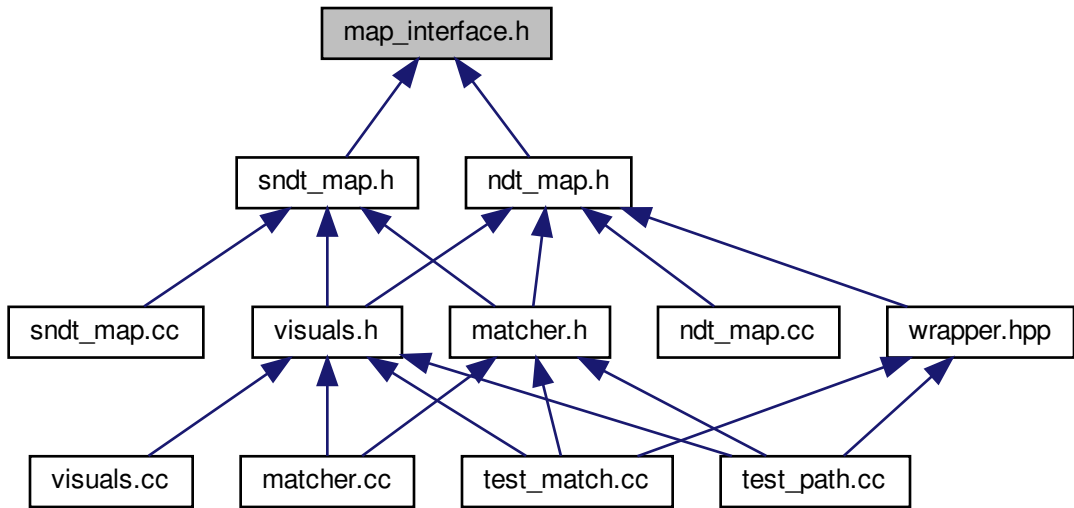 map_interface.h
sndt_map.h
ndt_map.h
sndt_map.cc
visuals.h
matcher.h
ndt_map.cc
wrapper.hpp
visuals.cc
matcher.cc
test_match.cc
test_path.cc